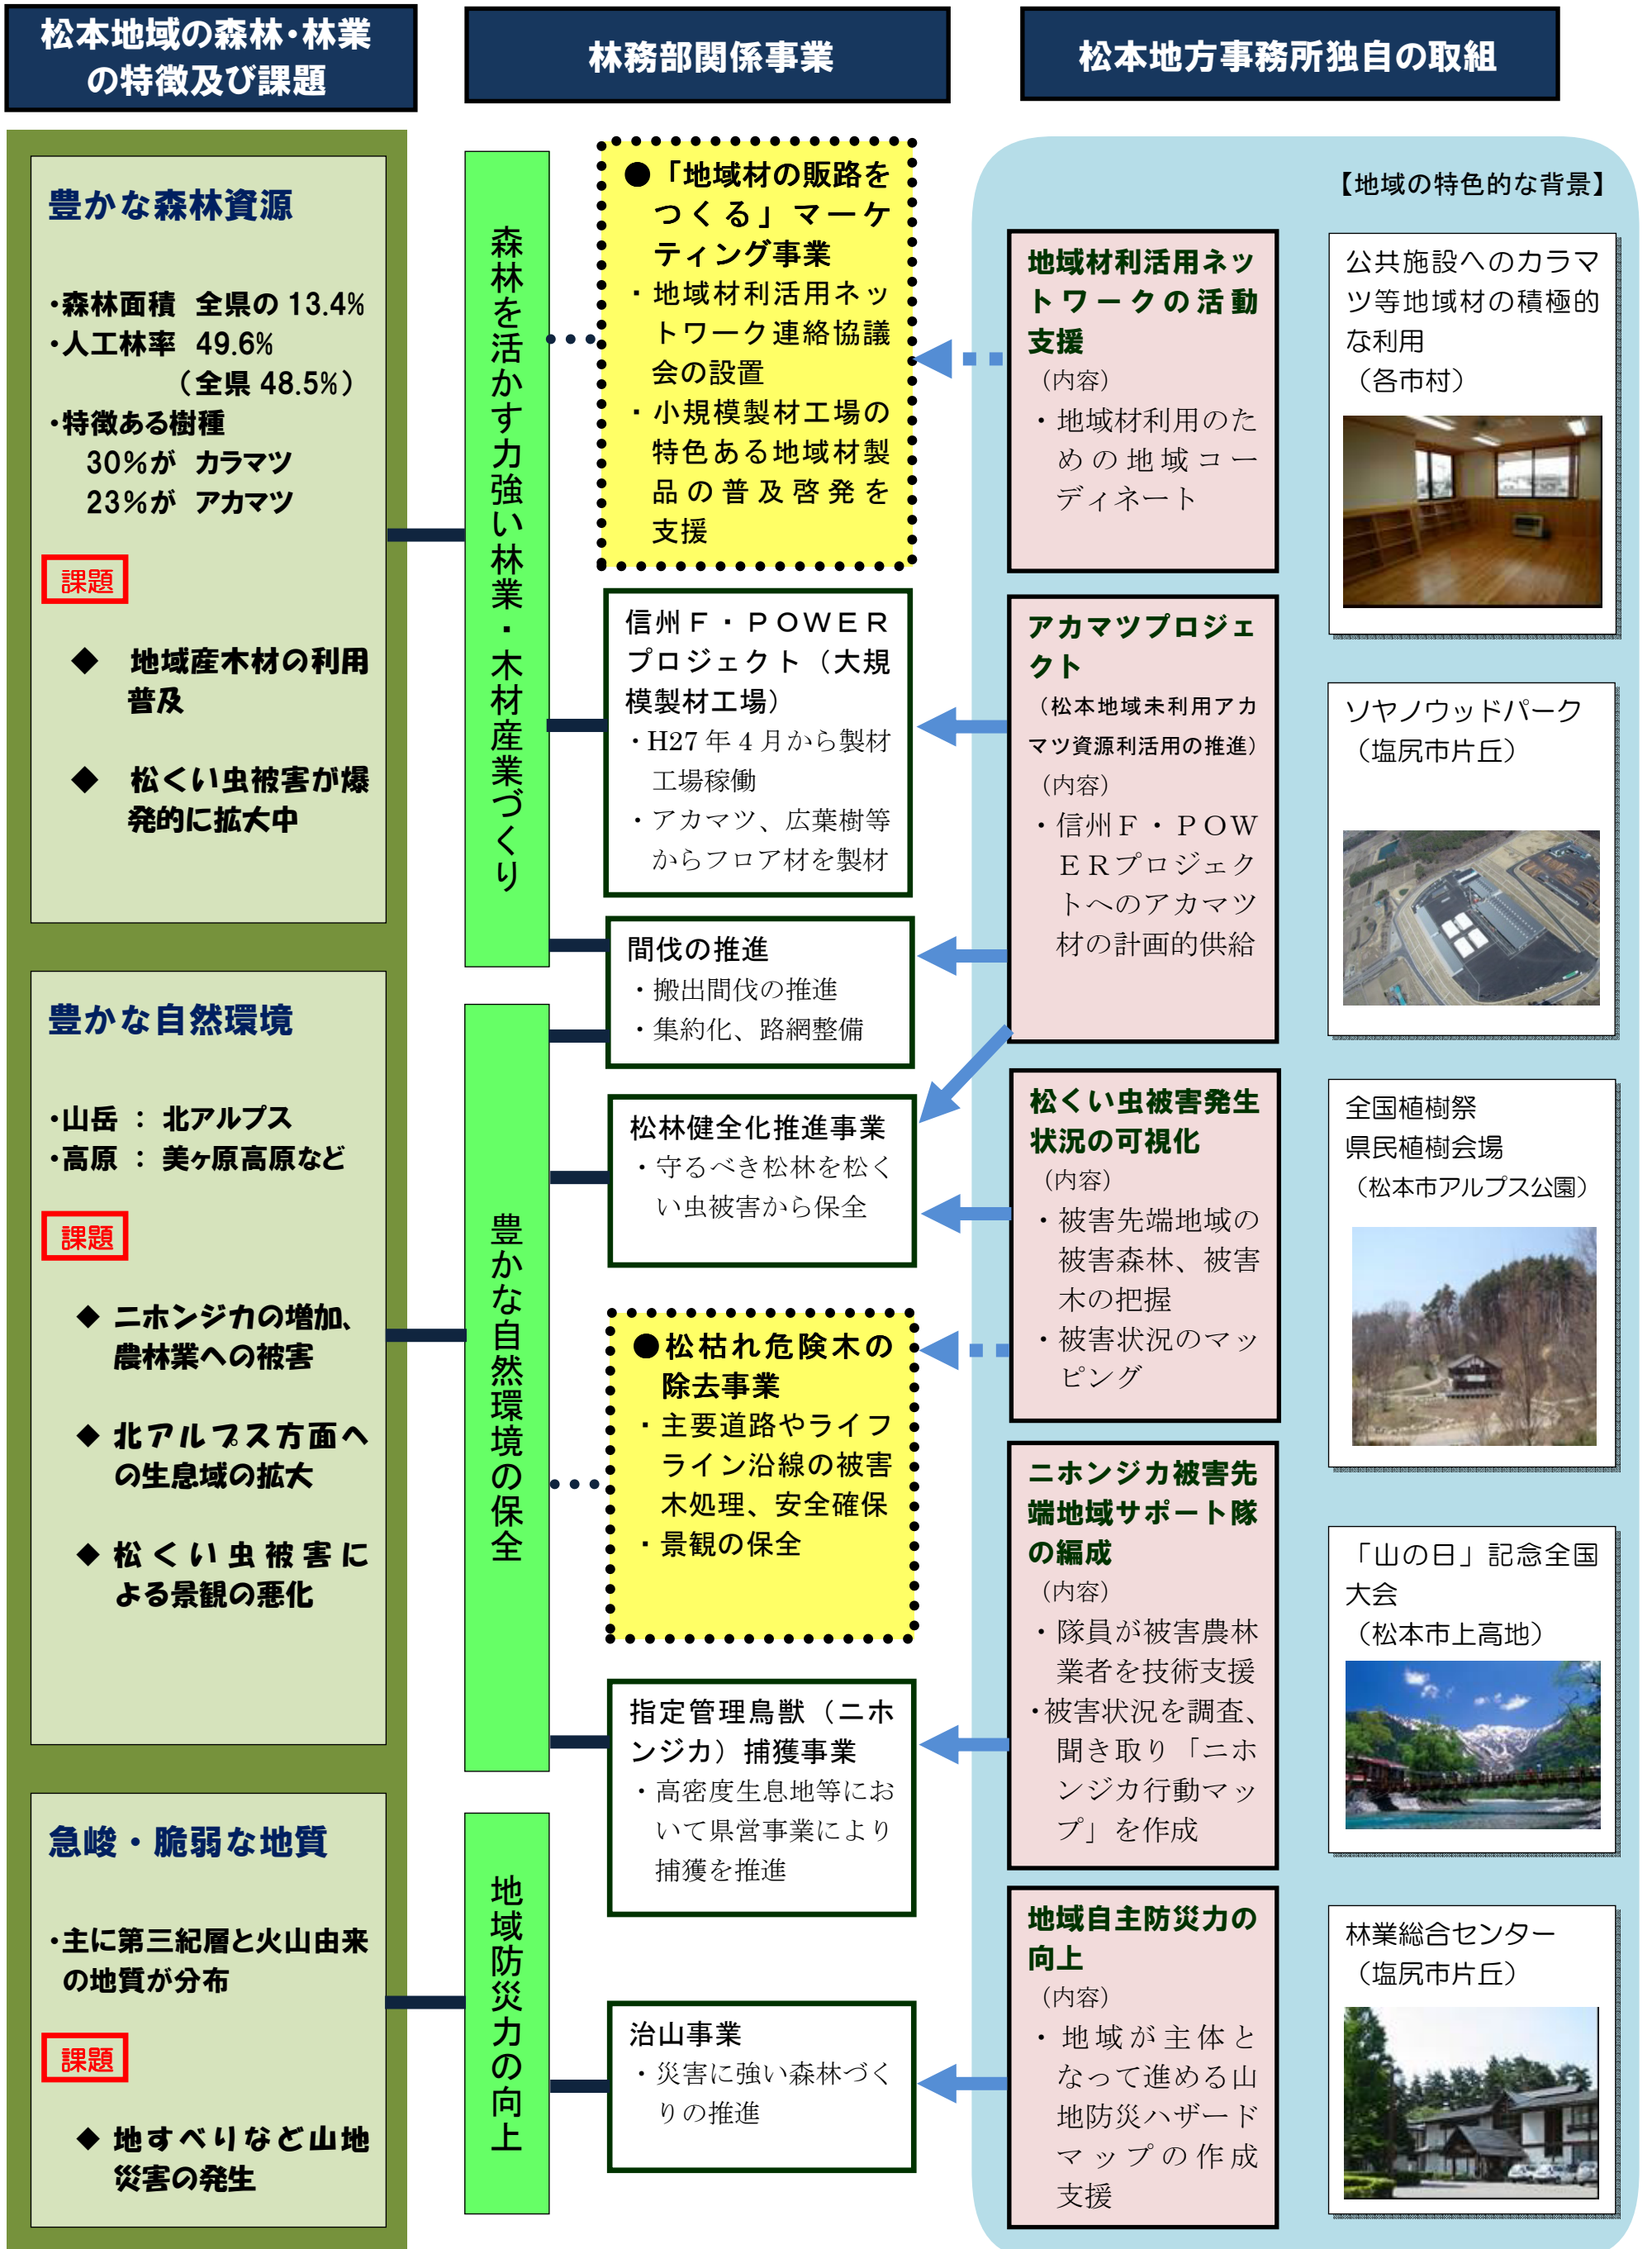 松本地域の森林・林業
の特徴及び課題
豊かな森林資源
・森林面積 全県の 13.4%
・人工林率 49.6%
（全県 48.5%）
・特徴ある樹種
30%が カラマツ
23%が アカマツ
課題
◆ 地域産木材の利用
普及
◆ 松くい虫被害が爆
発的に拡大中
豊かな自然環境
・山岳 ： 北アルプス
・高原 ： 美ヶ原高原など
課題
◆ ニホンジカの増加、
農林業への被害
◆ 北アルプス方面へ
の生息域の拡大
◆ 松くい虫被害に
よる景観の悪化
急峻・脆弱な地質
・主に第三紀層と火山由来
の地質が分布
課題
◆ 地すべりなど山地
災害の発生
林務部関係事業
森林を活かす力強い林業・木材産業づくり
豊かな自然環境の保全
地域防災力の向上
●「地域材の販路を
つくる」マーケ
ティング事業
・地域材利活用ネッ
トワーク連絡協議
会の設置
・小規模製材工場の
特色ある地域材製
品の普及啓発を
支援
信州Ｆ・ＰＯＷＥＲ
プロジェクト（大規
模製材工場）
・H27 年 4 月から製材
工場稼働
・アカマツ、広葉樹等
からフロア材を製材
間伐の推進
・搬出間伐の推進
・集約化、路網整備
松林健全化推進事業
・守るべき松林を松く
い虫被害から保全
●松枯れ危険木の
除去事業
・主要道路やライフ
ライン沿線の被害
木処理、安全確保
・景観の保全
指定管理鳥獣（ニホ
ンジカ）捕獲事業
・高密度生息地等にお
いて県営事業により
捕獲を推進
治山事業
・災害に強い森林づく
りの推進
松本地方事務所独自の取組
【地域の特色的な背景】
地域材利活用ネッ
トワークの活動
支援
（内容）
・地域材利用のた
めの地域コー
ディネート
アカマツプロジェ
クト
（松本地域未利用アカ
マツ資源利活用の推進）
（内容）
・信州Ｆ・ＰＯＷ
ＥＲプロジェク
トへのアカマツ
材の計画的供給
松くい虫被害発生
状況の可視化
（内容）
・被害先端地域の
被害森林、被害
木の把握
・被害状況のマッ
ピング
ニホンジカ被害先
端地域サポート隊
の編成
（内容）
・隊員が被害農林
業者を技術支援
・被害状況を調査、
聞き取り「ニホ
ンジカ行動マッ
プ」を作成
地域自主防災力の
向上
（内容）
・地域が主体と
なって進める山
地防災ハザード
マップの作成
支援
公共施設へのカラマ
ツ等地域材の積極的
な利用
（各市村）
ソヤノウッドパーク
（塩尻市片丘）
全国植樹祭
県民植樹会場
（松本市アルプス公園）
「山の日」記念全国
大会
（松本市上高地）
林業総合センター
（塩尻市片丘）